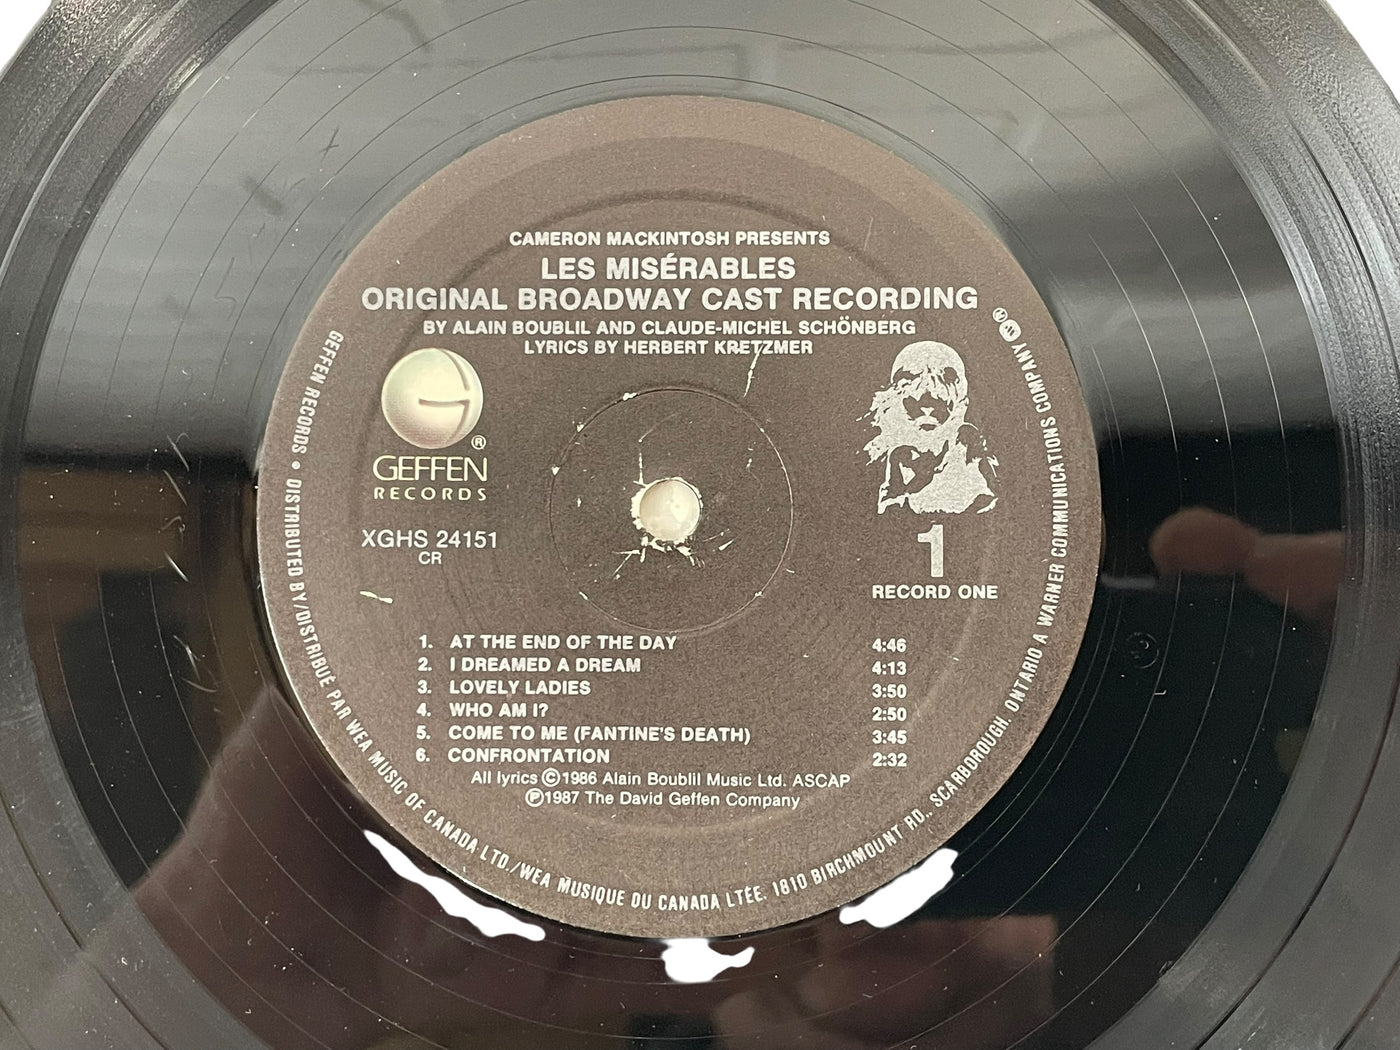 CAMERON MACKINTOSH PRESENTS
LES MISÉRABLES
ORIGINAL BROADWAY CAST RECORDING
BY ALAIN BOUBLIL AND CLAUDE-MICHEL SCHÖNBERG
LYRICS BY HERBERT KRETZMER
GEFFEN ®
RECORDS
XGHS 24151
CR
1
RECORD ONE
1. AT THE END OF THE DAY 4:46
2. I DREAMED A DREAM 4:13
3. LOVELY LADIES 3:50
4. WHO AM I? 2:50
5. COME TO ME (FANTINE'S DEATH) 3:45
6. CONFRONTATION 2:32
All lyrics ©1986 Alain Boublil Music Ltd. ASCAP
℗1987 The David Geffen Company
GEFFEN RECORDS • DISTRIBUTED BY/DISTRIBUÉ PAR WEA MUSIC OF CANADA LTD./WEA MUSIQUE DU CANADA LTÉE. 1810 BIRCHMOUNT RD., SCARBOROUGH, ONTARIO A WARNER COMMUNICATIONS COMPANY